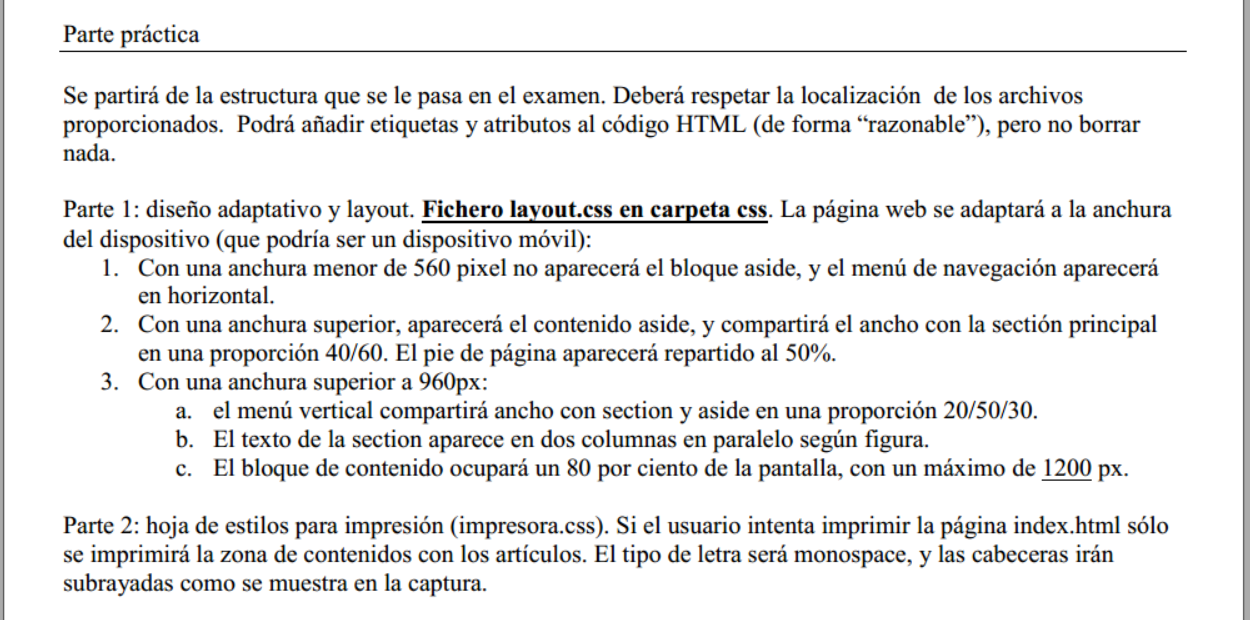 Parte práctica
Se partirá de la estructura que se le pasa en el examen. Deberá respetar la localización de los archivos
proporcionados. Podrá añadir etiquetas y atributos al código HTML (de forma “razonable”), pero no borrar
nada.
Parte 1: diseño adaptativo y layout. Fichero layout.css en carpeta css. La página web se adaptará a la anchura
del dispositivo (que podría ser un dispositivo móvil):
1. Con una anchura menor de 560 pixel no aparecerá el bloque aside, y el menú de navegación aparecerá
en horizontal.
2. Con una anchura superior, aparecerá el contenido aside, y compartirá el ancho con la sectión principal
en una proporción 40/60. El pie de página aparecerá repartido al 50%.
3. Con una anchura superior a 960px:
a. el menú vertical compartirá ancho con section y aside en una proporción 20/50/30.
b. El texto de la section aparece en dos columnas en paralelo según figura.
c. El bloque de contenido ocupará un 80 por ciento de la pantalla, con un máximo de 1200 px.
Parte 2: hoja de estilos para impresión (impresora.css). Si el usuario intenta imprimir la página index.html sólo
se imprimirá la zona de contenidos con los artículos. El tipo de letra será monospace, y las cabeceras irán
subrayadas como se muestra en la captura.